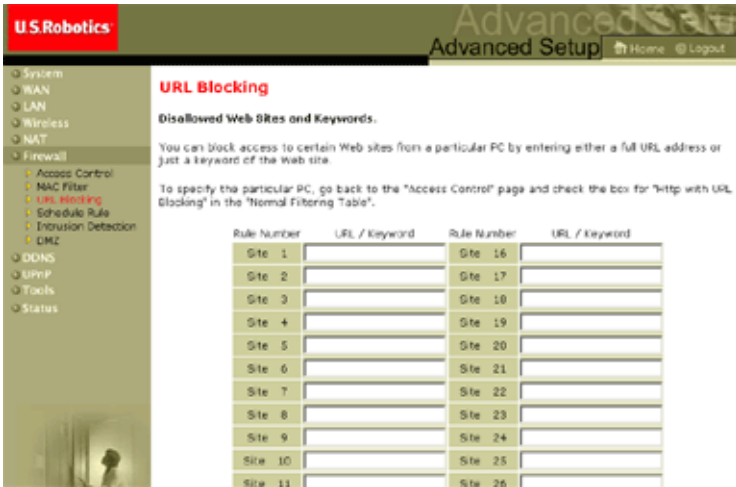 U.S.Robotics
Advanced Setup
Advanced Setup
Home Logout
System
WAN
LAN
Wireless
NAT
Firewall
Access Control
MAC Filter
URL Blocking
Schedule Rule
Intrusion Detection
DMZ
DDNS
UPnP
Tools
Status
URL Blocking
Disallowed Web Sites and Keywords.
You can block access to certain Web sites from a particular PC by entering either a full URL address or
just a keyword of the Web site.
To specify the particular PC, go back to the "Access Control" page and check the box for "Http with URL
Blocking" in the "Normal Filtering Table".
Rule Number URL / Keyword Rule Number URL / Keyword
Site 1 Site 16
Site 2 Site 17
Site 3 Site 18
Site 4 Site 19
Site 5 Site 20
Site 6 Site 21
Site 7 Site 22
Site 8 Site 23
Site 9 Site 24
Site 10 Site 25
Site 11 Site 26